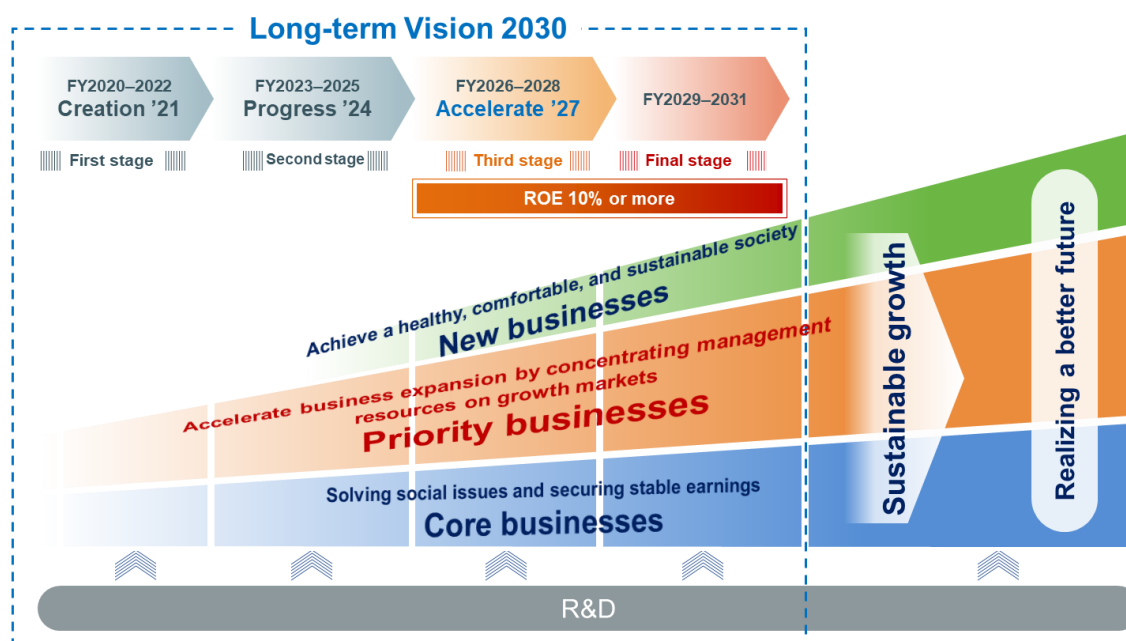 Long-term Vision 2030
FY2020–2022
Creation ’21
FY2023–2025
Progress ’24
FY2026–2028
Accelerate ’27
FY2029–2031
First stage
Second stage
Third stage
Final stage
ROE 10% or more
Achieve a healthy, comfortable, and sustainable society
New businesses
Accelerate business expansion by concentrating management
resources on growth markets
Priority businesses
Solving social issues and securing stable earnings
Core businesses
Sustainable growth
Realizing a better future
R&D